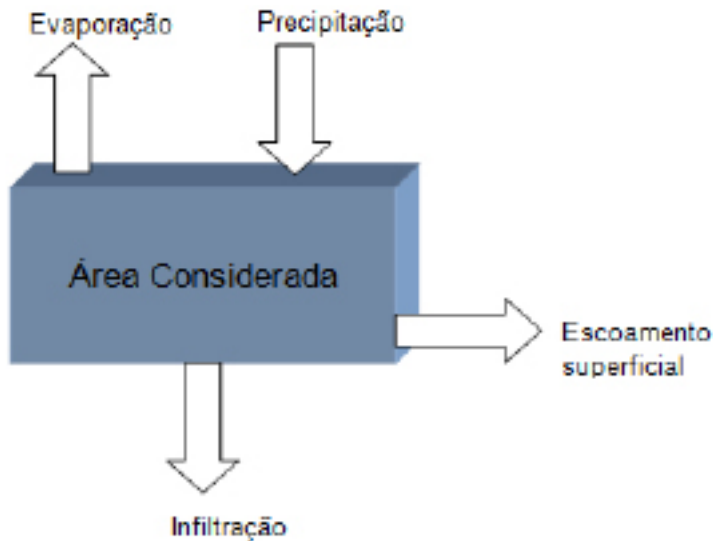 Evaporação
Precipitação
Área Considerada
Escoamento
superficial
Infiltração